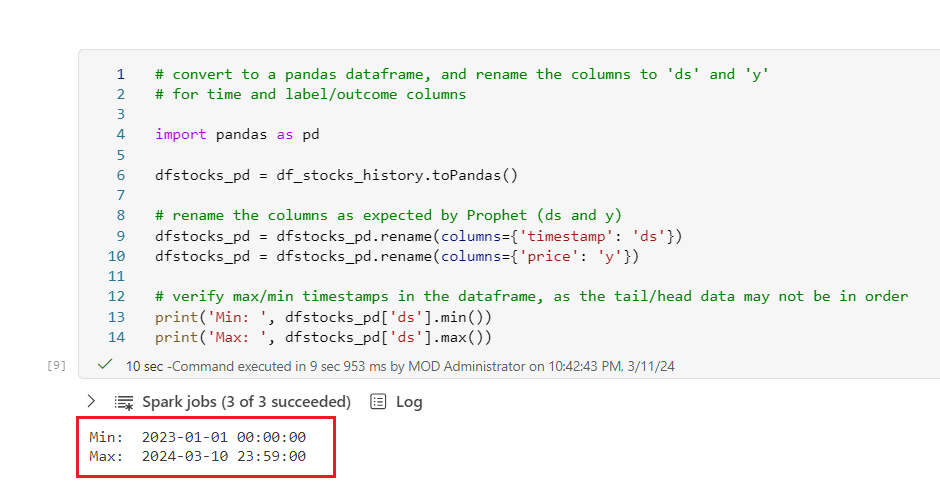 1 # convert to a pandas dataframe, and rename the columns to 'ds' and 'y'
2 # for time and label/outcome columns
3
4 import pandas as pd
5
6 dfstocks_pd = df_stocks_history.toPandas()
7
8 # rename the columns as expected by Prophet (ds and y)
9 dfstocks_pd = dfstocks_pd.rename(columns={'timestamp': 'ds'})
10 dfstocks_pd = dfstocks_pd.rename(columns={'price': 'y'})
11
12 # verify max/min timestamps in the dataframe, as the tail/head data may not be in order
13 print('Min: ', dfstocks_pd['ds'].min())
14 print('Max: ', dfstocks_pd['ds'].max())
[9] 10 sec -Command executed in 9 sec 953 ms by MOD Administrator on 10:42:43 PM, 3/11/24
Spark jobs (3 of 3 succeeded) Log
Min: 2023-01-01 00:00:00
Max: 2024-03-10 23:59:00